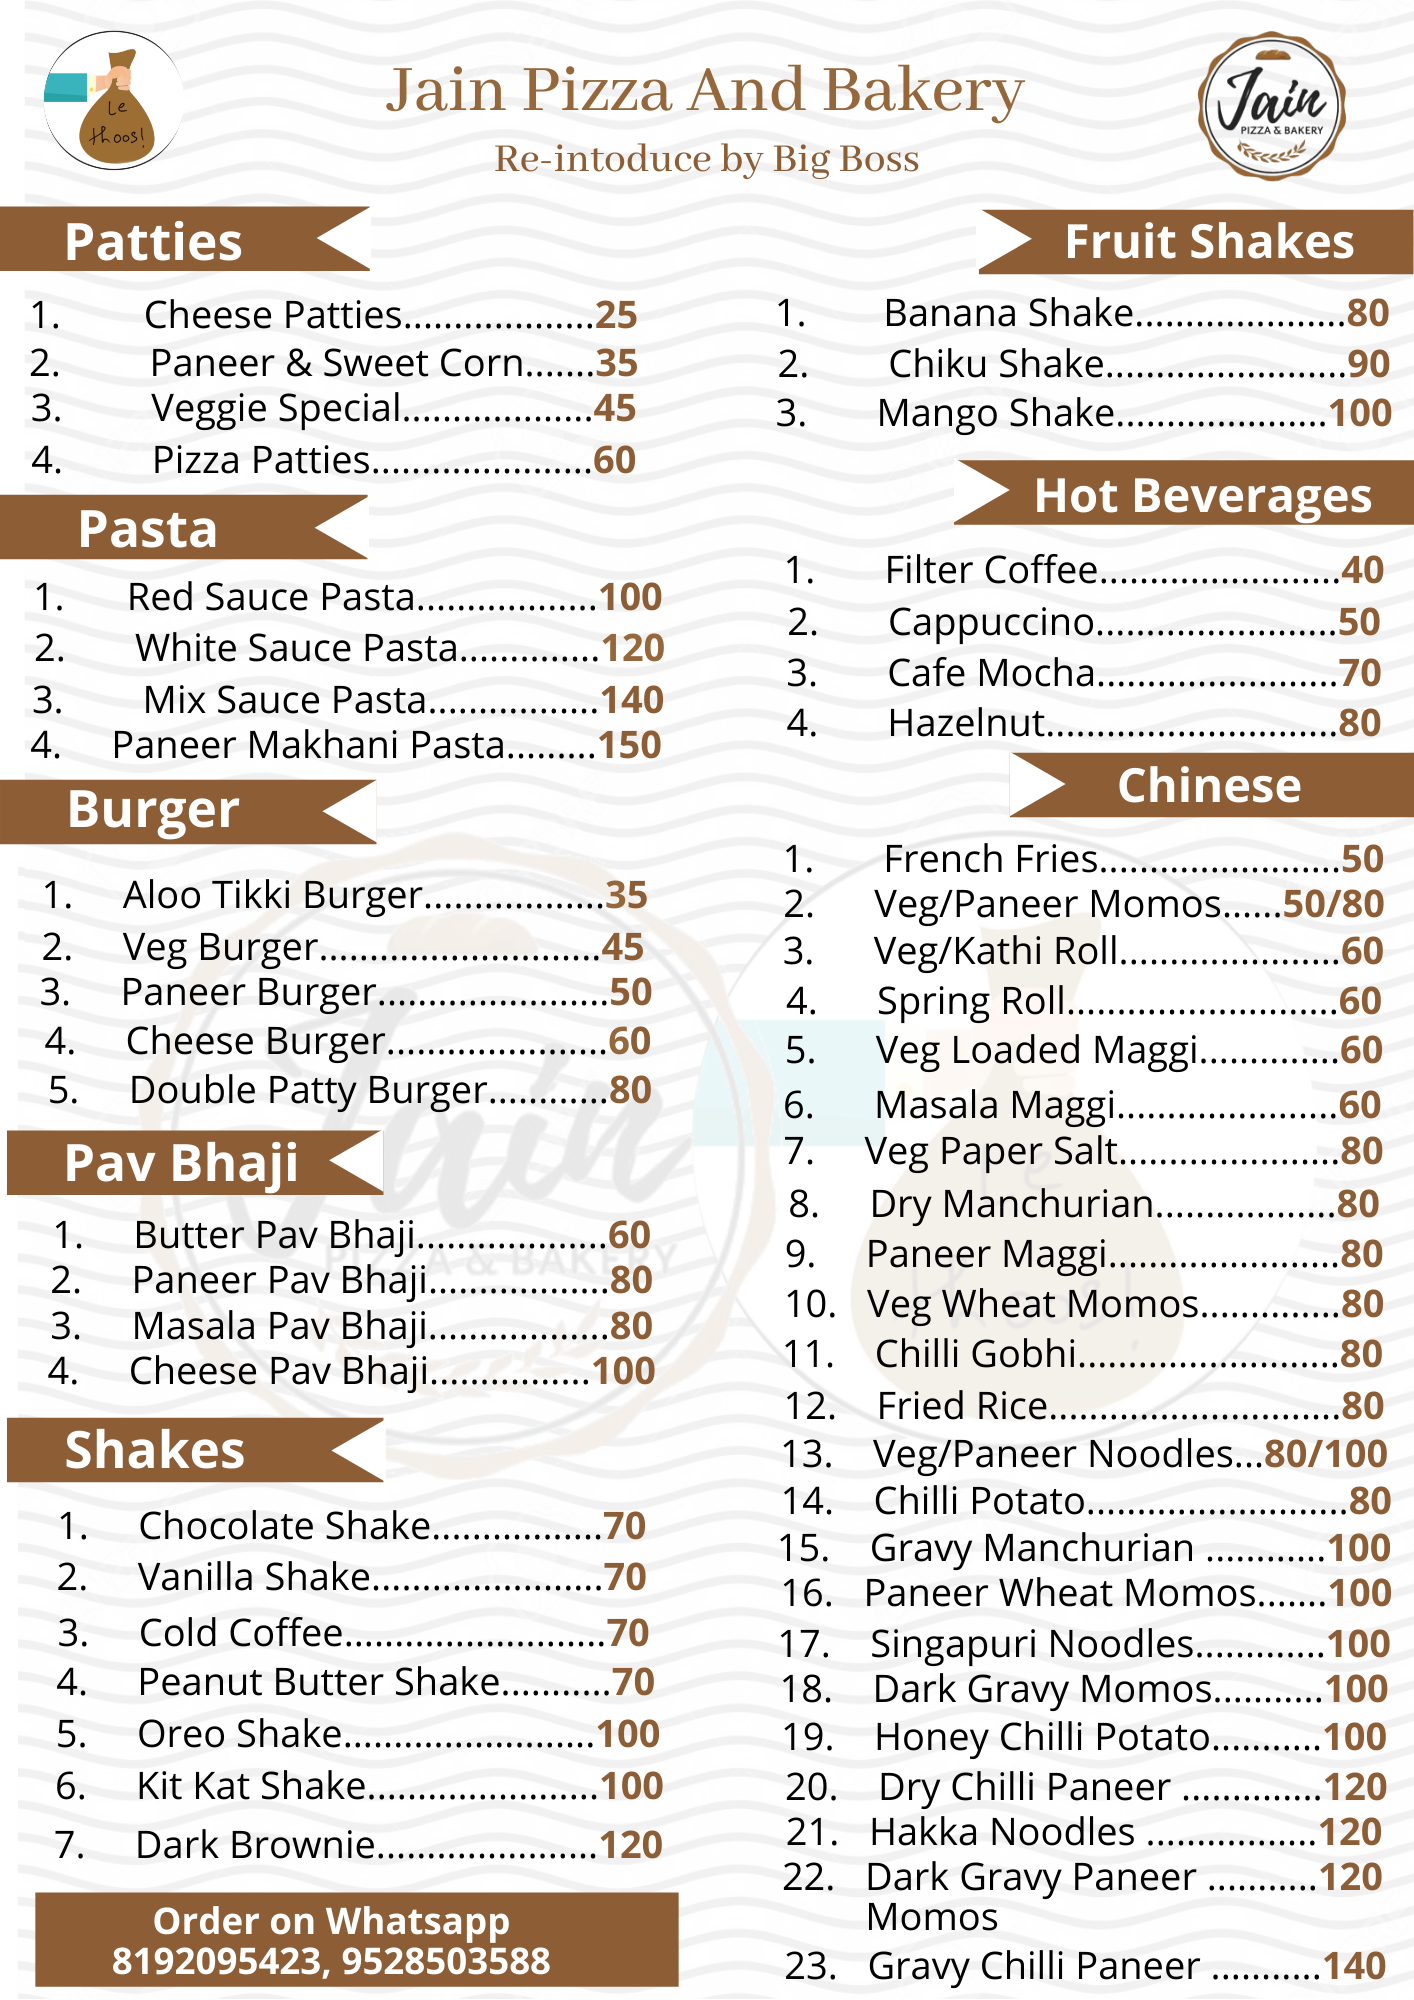 Le
thoos!
Jain Pizza And Bakery
Re-intoduce by Big Boss
Jain
PIZZA & BAKERY
Patties
1. Cheese Patties...................25
2. Paneer & Sweet Corn.......35
3. Veggie Special...................45
4. Pizza Patties......................60
Pasta
1. Red Sauce Pasta..................100
2. White Sauce Pasta..............120
3. Mix Sauce Pasta.................140
4. Paneer Makhani Pasta.........150
Burger
1. Aloo Tikki Burger..................35
2. Veg Burger............................45
3. Paneer Burger.......................50
4. Cheese Burger......................60
5. Double Patty Burger............80
Pav Bhaji
1. Butter Pav Bhaji...................60
2. Paneer Pav Bhaji..................80
3. Masala Pav Bhaji..................80
4. Cheese Pav Bhaji................100
Shakes
1. Chocolate Shake.................70
2. Vanilla Shake.......................70
3. Cold Coffee..........................70
4. Peanut Butter Shake...........70
5. Oreo Shake.........................100
6. Kit Kat Shake.......................100
7. Dark Brownie......................120
Order on Whatsapp
8192095423, 9528503588
Fruit Shakes
1. Banana Shake.....................80
2. Chiku Shake........................90
3. Mango Shake.....................100
Hot Beverages
1. Filter Coffee........................40
2. Cappuccino........................50
3. Cafe Mocha........................70
4. Hazelnut.............................80
Chinese
1. French Fries........................50
2. Veg/Paneer Momos......50/80
3. Veg/Kathi Roll......................60
4. Spring Roll...........................60
5. Veg Loaded Maggi..............60
6. Masala Maggi......................60
7. Veg Paper Salt......................80
8. Dry Manchurian..................80
9. Paneer Maggi.......................80
10. Veg Wheat Momos..............80
11. Chilli Gobhi..........................80
12. Fried Rice.............................80
13. Veg/Paneer Noodles...80/100
14. Chilli Potato..........................80
15. Gravy Manchurian ............100
16. Paneer Wheat Momos.......100
17. Singapuri Noodles.............100
18. Dark Gravy Momos...........100
19. Honey Chilli Potato...........100
20. Dry Chilli Paneer ..............120
21. Hakka Noodles .................120
22. Dark Gravy Paneer ...........120
Momos
23. Gravy Chilli Paneer ...........140
Jain
PIZZA & BAKERY
Le
thoos!